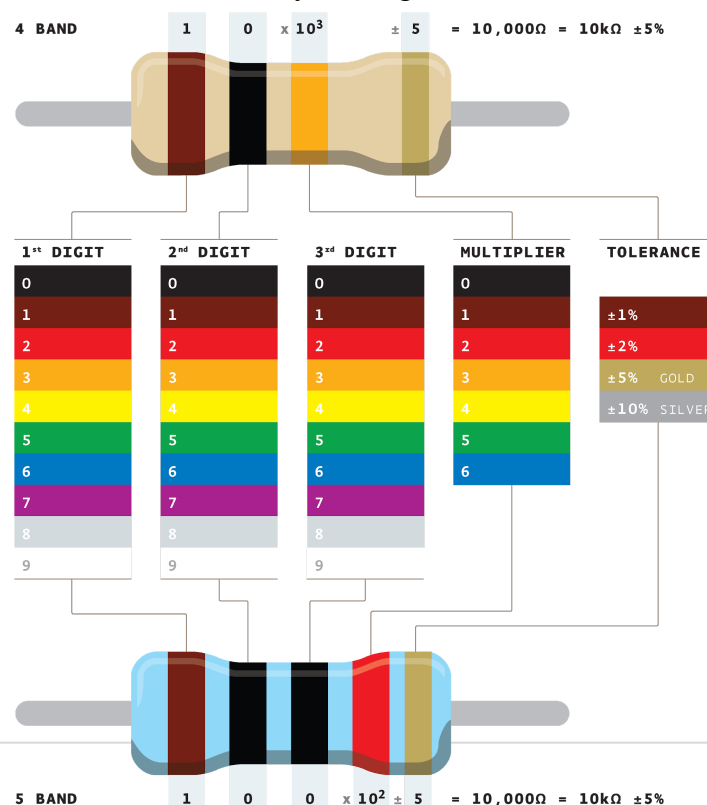 4 BAND 1 0 x 10³ ± 5 = 10,000Ω = 10kΩ ±5%
1st DIGIT 2nd DIGIT 3rd DIGIT MULTIPLIER TOLERANCE
0 0 0 0
1 1 1 1 ±1%
2 2 2 2 ±2%
3 3 3 3 ±5% GOLD
4 4 4 4 ±10% SILVER
5 5 5 5
6 6 6 6
7 7 7
8 8 8
9 9 9
5 BAND 1 0 0 x 10² ± 5 = 10,000Ω = 10kΩ ±5%